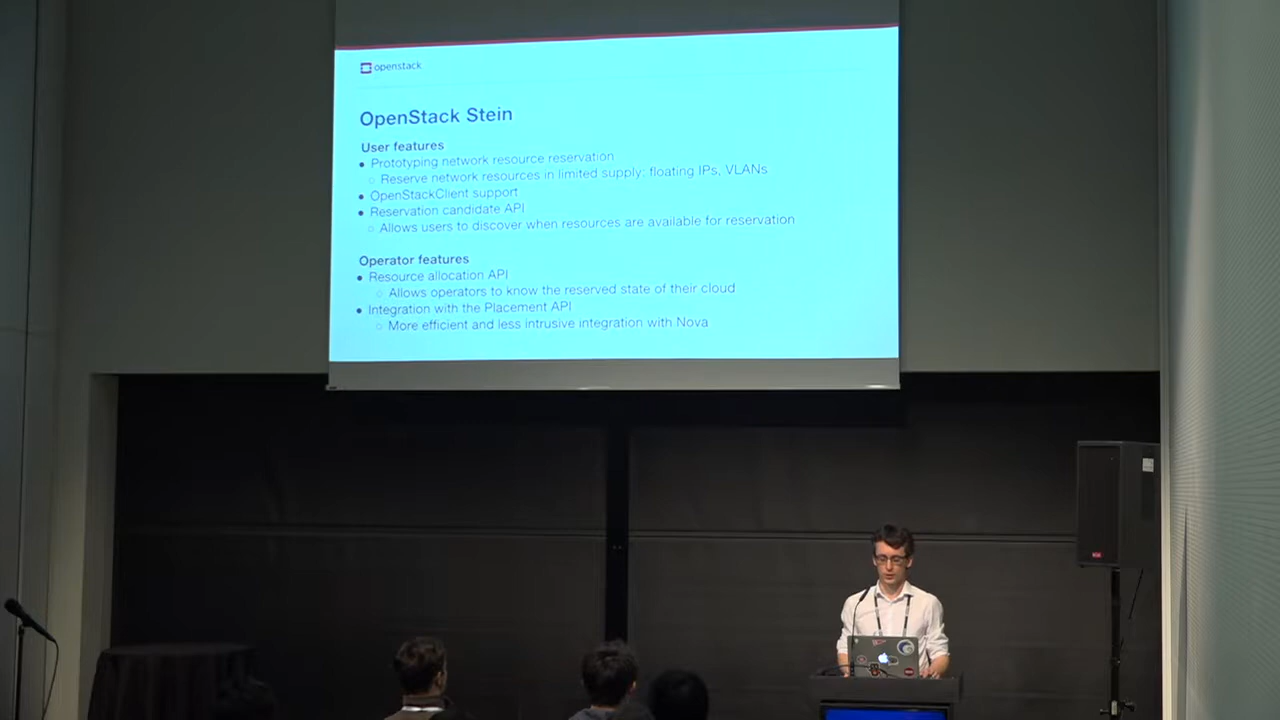 openstack
OpenStack Stein
User features
● Prototyping network resource reservation
○ Reserve network resources in limited supply: floating IPs, VLANs
● OpenStackClient support
● Reservation candidate API
○ Allows users to discover when resources are available for reservation
Operator features
● Resource allocation API
○ Allows operators to know the reserved state of their cloud
● Integration with the Placement API
○ More efficient and less intrusive integration with Nova